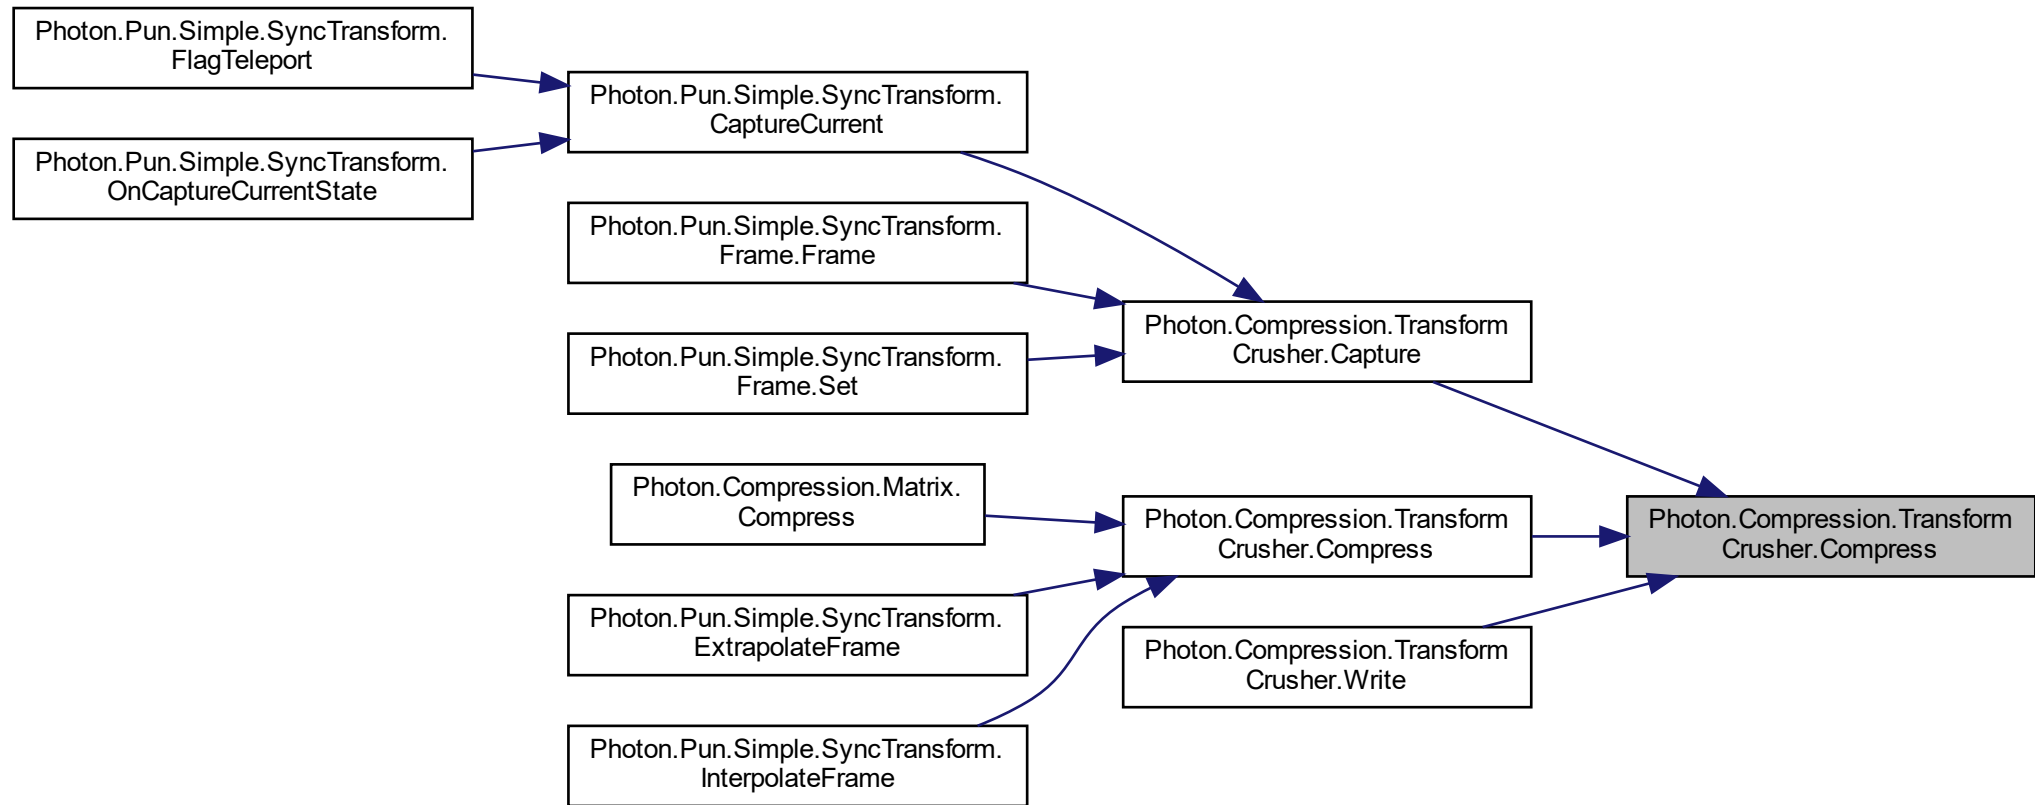 Photon.Pun.Simple.SyncTransform.
FlagTeleport
Photon.Pun.Simple.SyncTransform.
OnCaptureCurrentState
Photon.Pun.Simple.SyncTransform.
CaptureCurrent
Photon.Pun.Simple.SyncTransform.
Frame.Frame
Photon.Pun.Simple.SyncTransform.
Frame.Set
Photon.Compression.Matrix.
Compress
Photon.Pun.Simple.SyncTransform.
ExtrapolateFrame
Photon.Pun.Simple.SyncTransform.
InterpolateFrame
Photon.Compression.Transform
Crusher.Capture
Photon.Compression.Transform
Crusher.Compress
Photon.Compression.Transform
Crusher.Write
Photon.Compression.Transform
Crusher.Compress